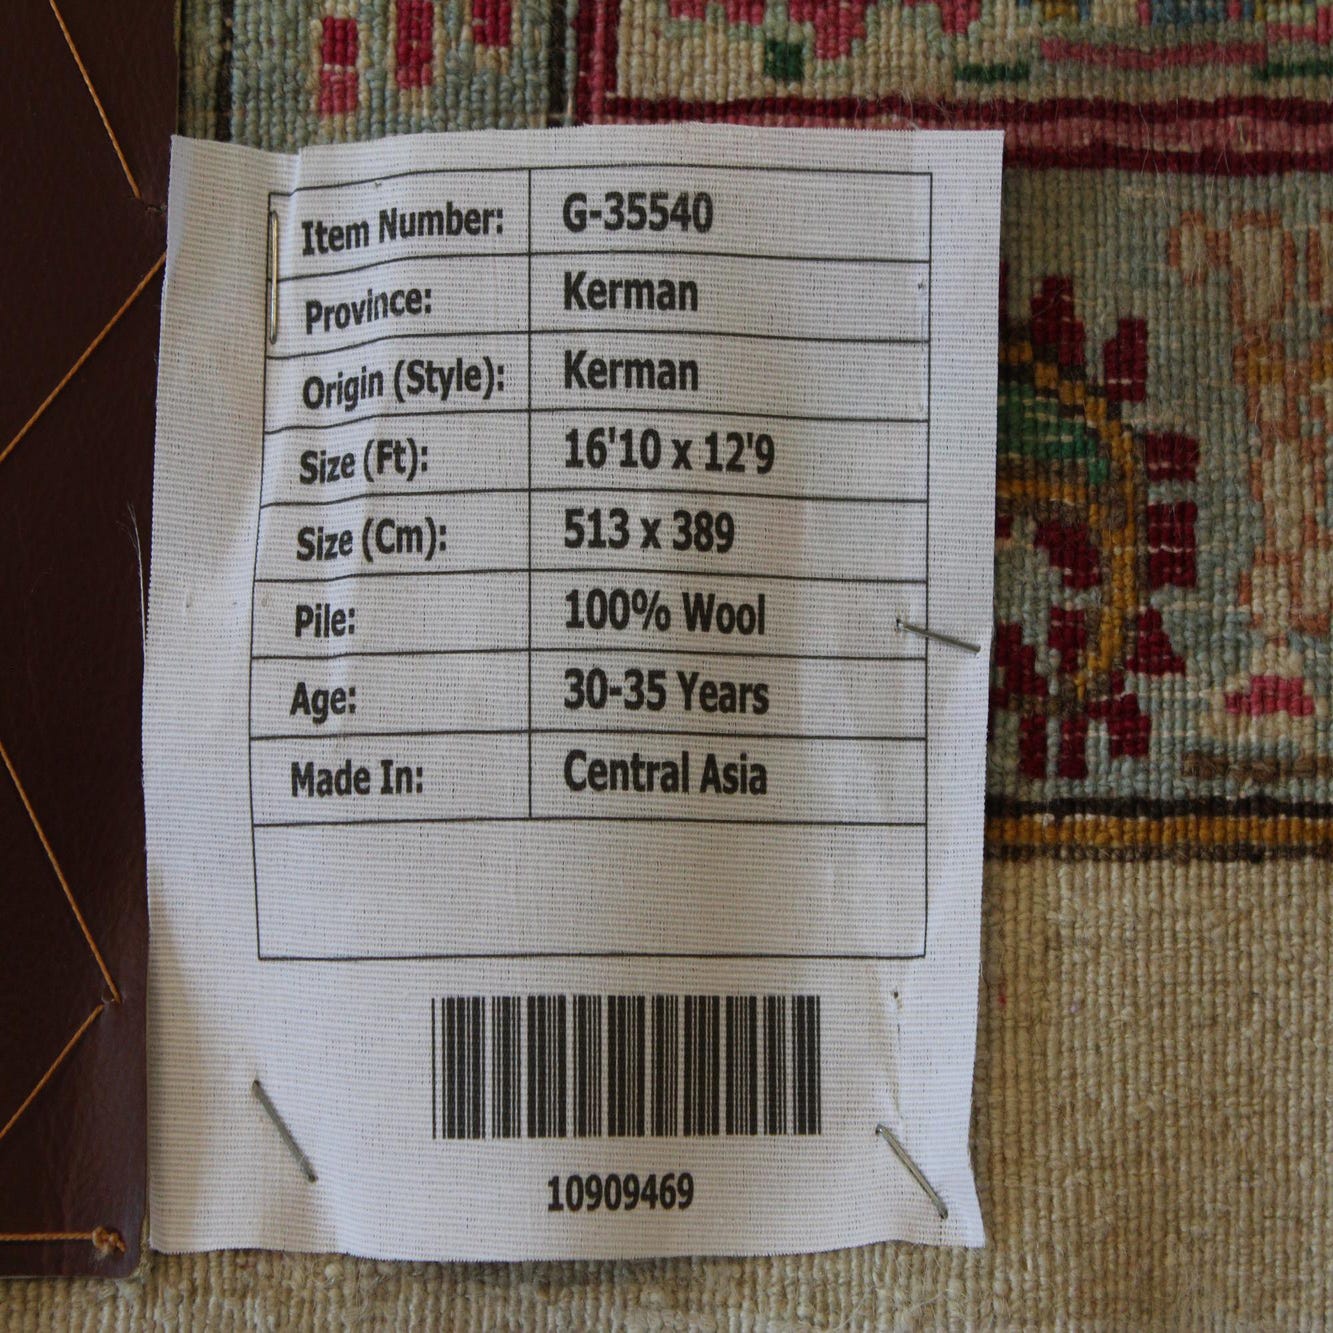 Item Number: G-35540
Province: Kerman
Origin (Style): Kerman
Size (Ft): 16'10 x 12'9
Size (Cm): 513 x 389
Pile: 100% Wool
Age: 30-35 Years
Made In: Central Asia
10909469